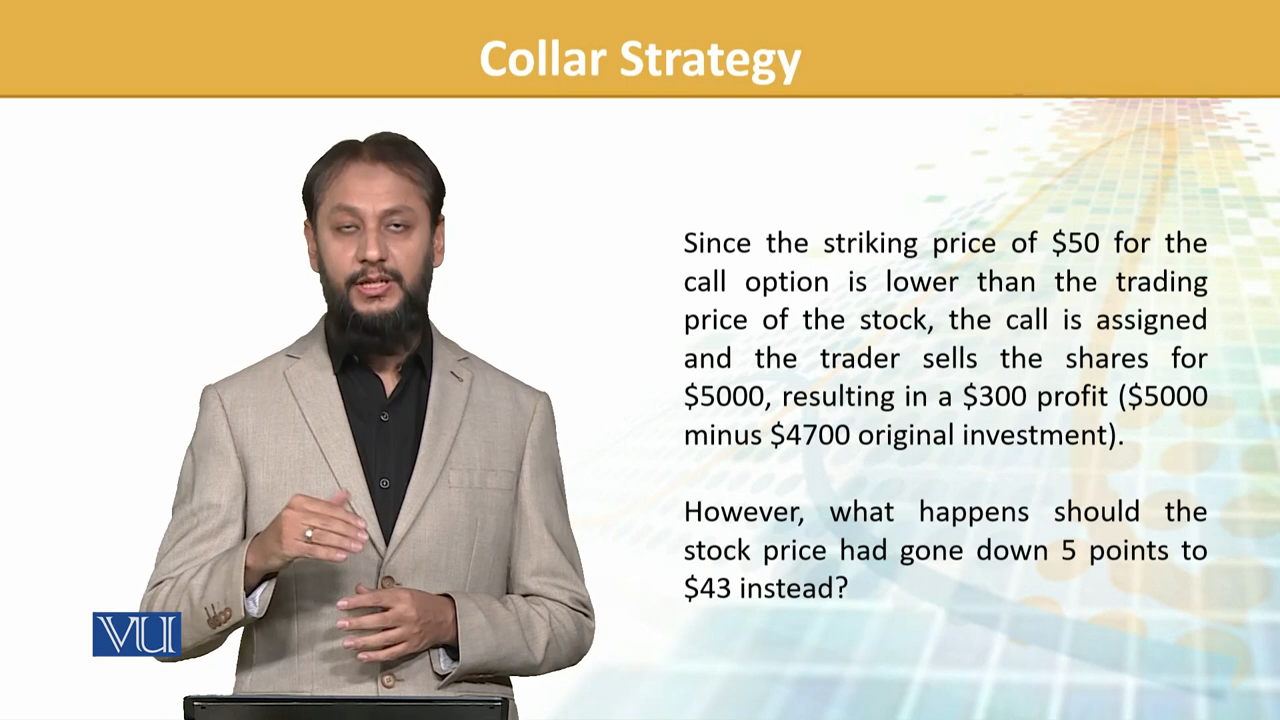 Collar Strategy
Since the striking price of $50 for the
call option is lower than the trading
price of the stock, the call is assigned
and the trader sells the shares for
$5000, resulting in a $300 profit ($5000
minus $4700 original investment).
However, what happens should the
stock price had gone down 5 points to
$43 instead?
VU